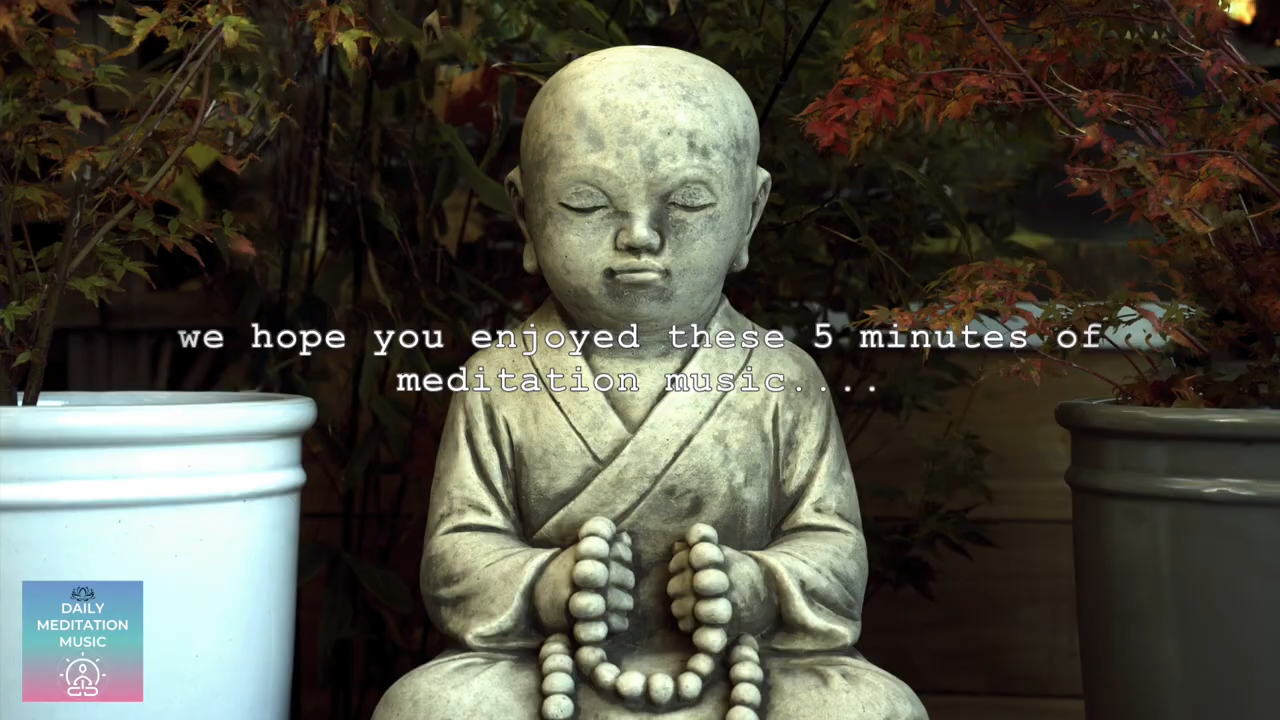 we hope you enjoyed these 5 minutes of
meditation music....
DAILY
MEDITATION
MUSIC